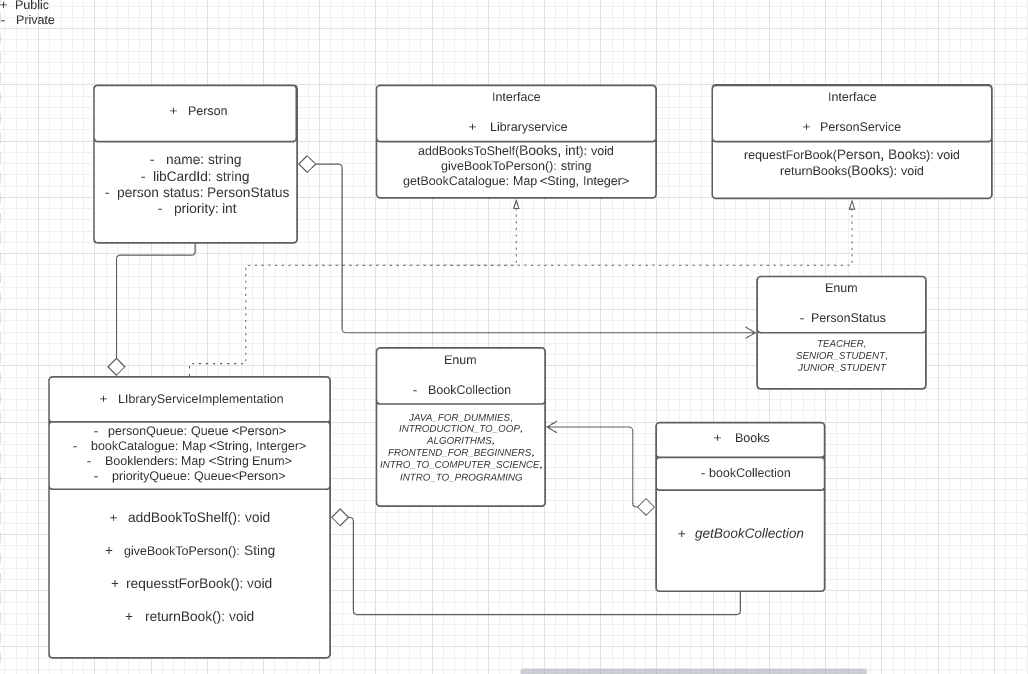 + Public
- Private
+ Person
- name: string
- libCardId: string
- person status: PersonStatus
- priority: int
Interface
+ Libraryservice
addBooksToShelf(Books, int): void
giveBookToPerson(): string
getBookCatalogue: Map <Sting, Integer>
Interface
+ PersonService
requestForBook(Person, Books): void
returnBooks(Books): void
Enum
- PersonStatus
TEACHER,
SENIOR_STUDENT,
JUNIOR_STUDENT
Enum
- BookCollection
JAVA_FOR_DUMMIES,
INTRODUCTION_TO_OOP,
ALGORITHMS,
FRONTEND_FOR_BEGINNERS,
INTRO_TO_COMPUTER_SCIENCE,
INTRO_TO_PROGRAMING
+ LIbraryServiceImplementation
- personQueue: Queue <Person>
- bookCatalogue: Map <String, Interger>
- Booklenders: Map <String Enum>
- priorityQueue: Queue<Person>
+ addBookToShelf(): void
+ giveBookToPerson(): Sting
+ requesstForBook(): void
+ returnBook(): void
+ Books
- bookCollection
+ getBookCollection